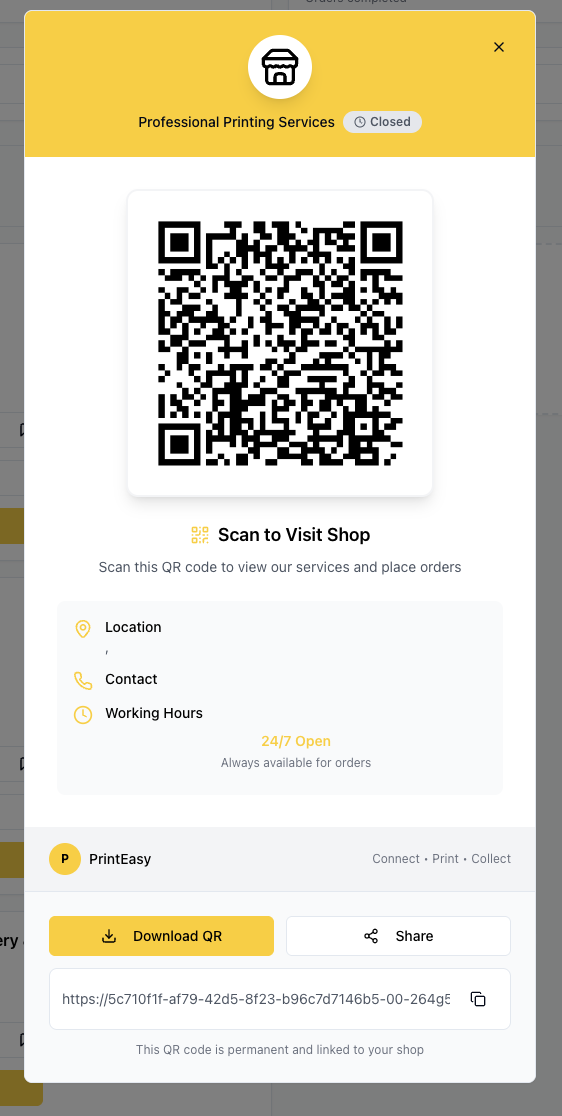 Orders completed
Professional Printing Services
Closed
Scan to Visit Shop
Scan this QR code to view our services and place orders
Location
,
Contact
Working Hours
24/7 Open
Always available for orders
P
PrintEasy
Connect • Print • Collect
ery
Download QR
Share
https://5c710f1f-af79-42d5-8f23-b96c7d7146b5-00-264g5
This QR code is permanent and linked to your shop